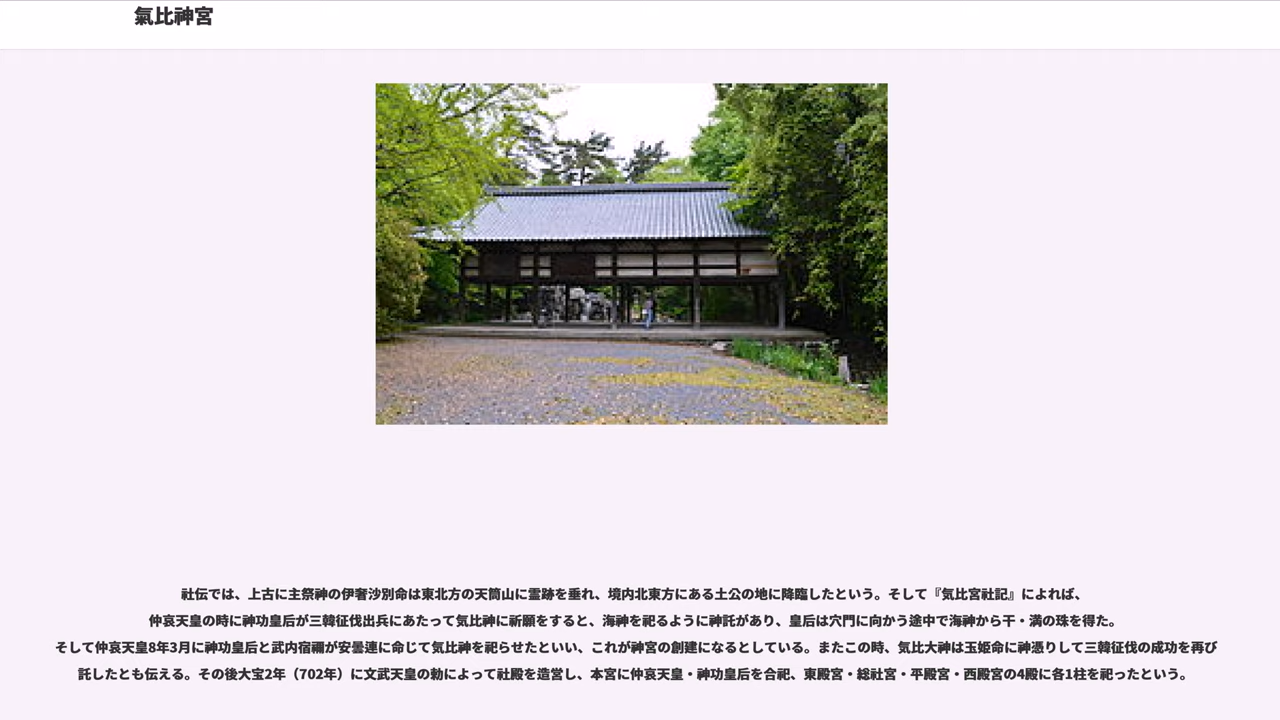 氣比神宮
社伝では、上古に主祭神の伊奢沙別命は東北方の天筒山に霊跡を垂れ、境内北東方にある土公の地に降臨したという。そして『気比宮社記』によれば、
仲哀天皇の時に神功皇后が三韓征伐出兵にあたって気比神に祈願をすると、海神を祀るように神託があり、皇后は穴門に向かう途中で海神から干・満の珠を得た。
そして仲哀天皇8年3月に神功皇后と武内宿禰が安曇連に命じて気比神を祀らせたといい、これが神宮の創建になるとしている。またこの時、気比大神は玉姫命に神憑りして三韓征伐の成功を再び
託したとも伝える。その後大宝2年（702年）に文武天皇の勅によって社殿を造営し、本宮に仲哀天皇・神功皇后を合祀、東殿宮・総社宮・平殿宮・西殿宮の4殿に各1柱を祀ったという。